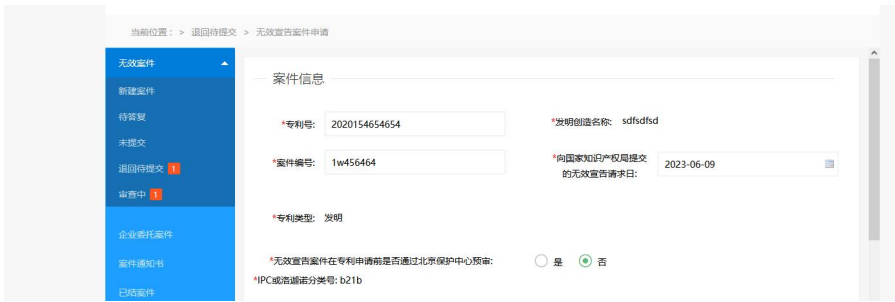 当前位置： > 退回待提交 > 无效宣告案件申请
无效案件
新建案件
待答复
未提交
退回待提交 1
审查中 1
企业委托案件
案件通知书
已结案件
案件信息
*专利号: 2020154654654
*发明创造名称: sdfsdfsd
*案件编号: 1w456464
*向国家知识产权局提交
的无效宣告请求日: 2023-06-09
*专利类型: 发明
*无效宣告案件在专利申请前是否通过北京保护中心预审: 是 否
*IPC或洛迦诺分类号: b21b